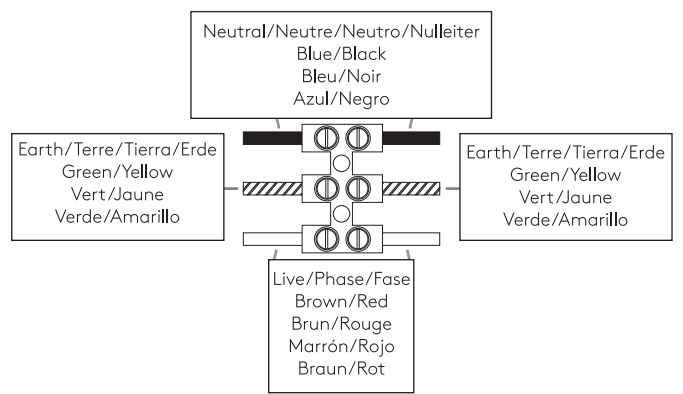 Neutral/Neutre/Neutro/Nulleiter
Blue/Black
Bleu/Noir
Azul/Negro
Earth/Terre/Tierra/Erde
Green/Yellow
Vert/Jaune
Verde/Amarillo
Earth/Terre/Tierra/Erde
Green/Yellow
Vert/Jaune
Verde/Amarillo
Live/Phase/Fase
Brown/Red
Brun/Rouge
Marrón/Rojo
Braun/Rot